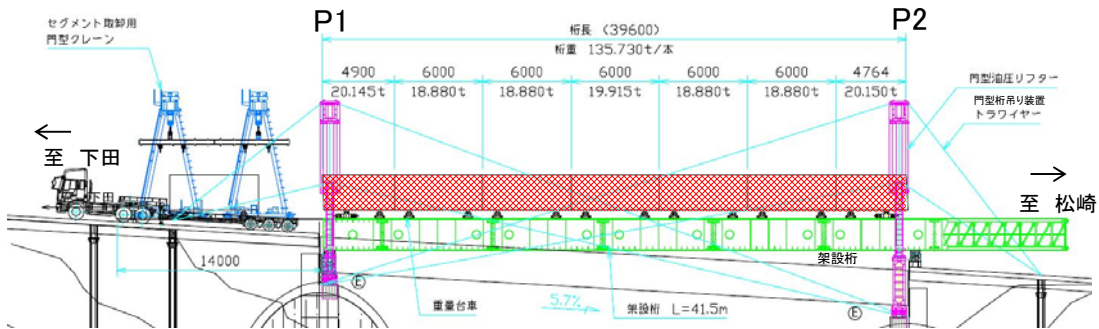 セグメント取卸用
門型クレーン
P1
P2
桁長 (39600)
桁重 135.730t/本
4900 6000 6000 6000 6000 6000 4764
20.145t 18.880t 18.880t 19.915t 18.880t 18.880t 20.150t
門型油圧リフター
門型桁吊り装置
トラワイヤー
至 下田
下田
至 松崎
架設桁
14000
E
重量台車
5.7%
架設桁 L=41.5m
E